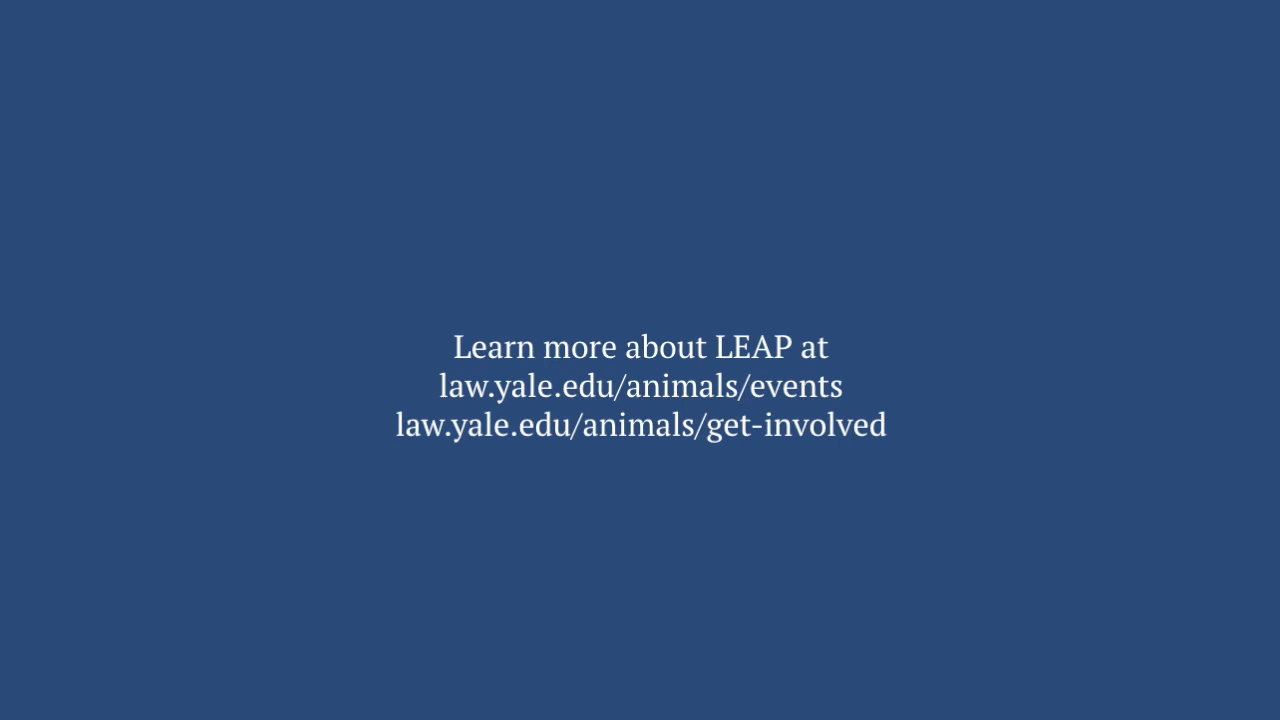 Learn more about LEAP at
law.yale.edu/animals/events
law.yale.edu/animals/get-involved